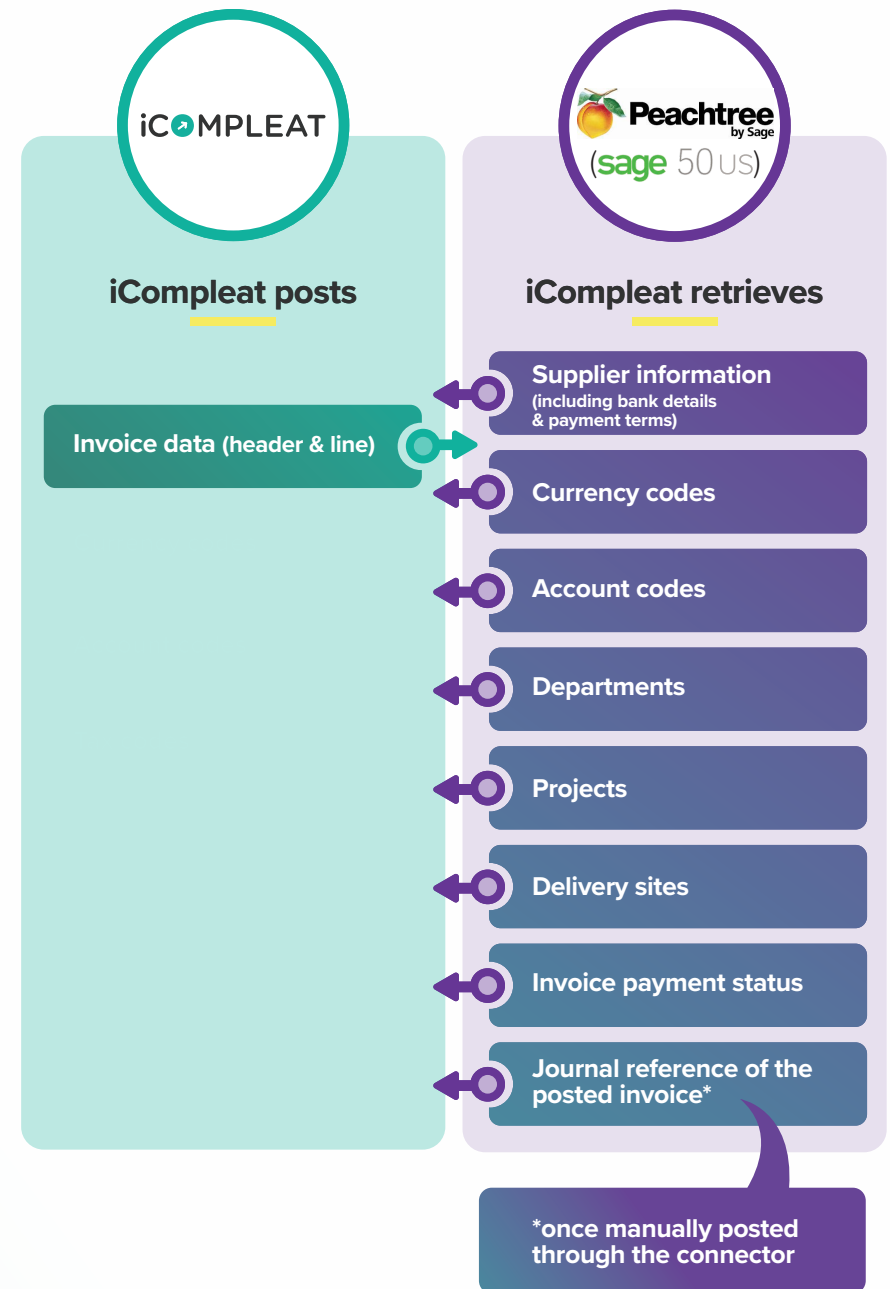 iCOMPLEAT
Peachtree
by Sage
(sage 50 US)
iCompleat posts
iCompleat retrieves
Supplier information
(including bank details
& payment terms)
Invoice data (header & line)
Currency codes
Account codes
Departments
Projects
Delivery sites
Invoice payment status
Journal reference of the
posted invoice*
*once manually posted
through the connector